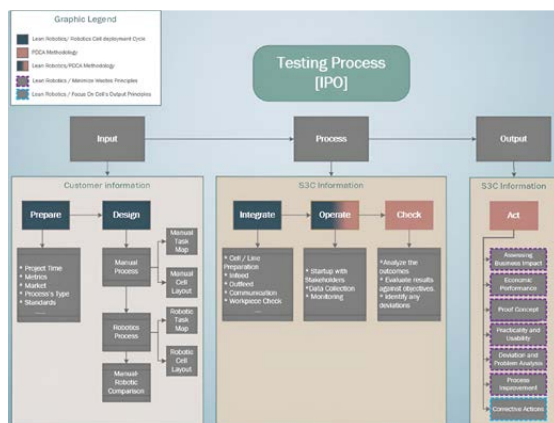 Graphic Legend
Lean Robotics/ Robotics Cell deployment Cycle
PDCA Methodology
Lean Robotics/PDCA Methodology
Lean Robotics / Minimize Wastes Principles
Lean Robotics / Focus On Cell's Output Principles
Testing Process
[IPO]
Input
Process
Output
Customer information
Prepare
Design
• Project Time
• Metrics
• Market
• Process's Type
• Standards
.....
Manual
Process
Manual
Task
Map
Manual
Cell
Layout
Robotics
Process
Robotic
Task
Map
Robotic
Cell
Layout
Manual-
Robotic
Comparison
S3C Information
Integrate
Operate
Check
• Cell / Line
Preparation
• Infeed
• Outfeed
• Communication
• Workpiece Check
....
• Startup with
Stakeholders
• Data Collection
• Monitoring
• Analyze the
outcomes
• Evaluate results
against objectives.
• Identify any
deviations
S3C Information
Act
Assessing
Business Impact
Economic
Performance
Proof Concept
Practicality and
Usability
Deviation and
Problem Analysis
Process
Improvement
Corrective Actions